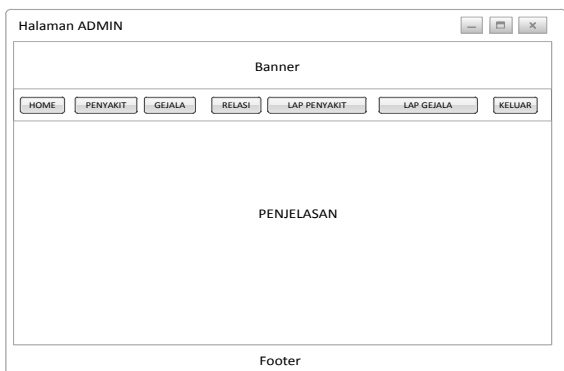 Halaman ADMIN
Banner
HOME PENYAKIT GEJALA RELASI LAP PENYAKIT LAP GEJALA KELUAR
PENJELASAN
Footer